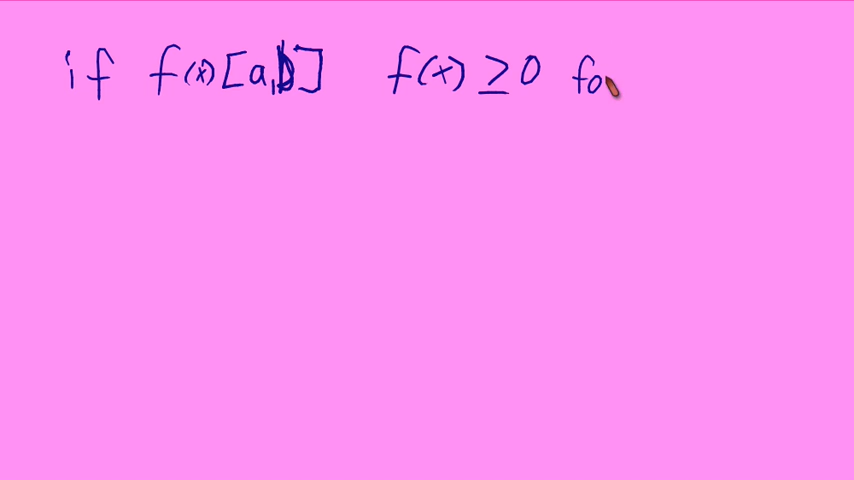 if f(x) [a,b] f(x) ≥ 0 fo